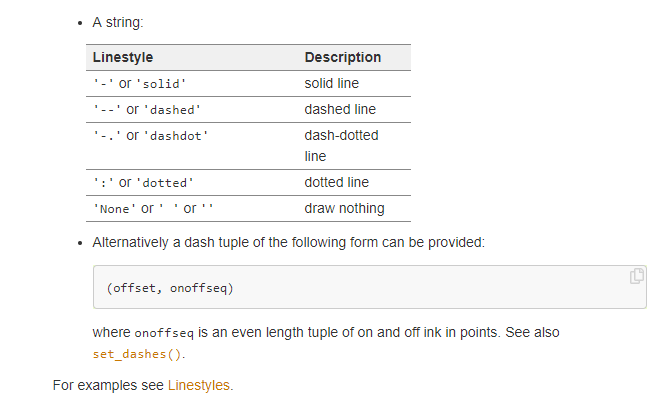 • A string:
Linestyle Description
'-' or 'solid' solid line
'--' or 'dashed' dashed line
'-.' or 'dashdot' dash-dotted
line
':' or 'dotted' dotted line
'None' or ' ' or '' draw nothing
• Alternatively a dash tuple of the following form can be provided:
(offset, onoffseq)
where onoffseq is an even length tuple of on and off ink in points. See also
set_dashes().
For examples see Linestyles.